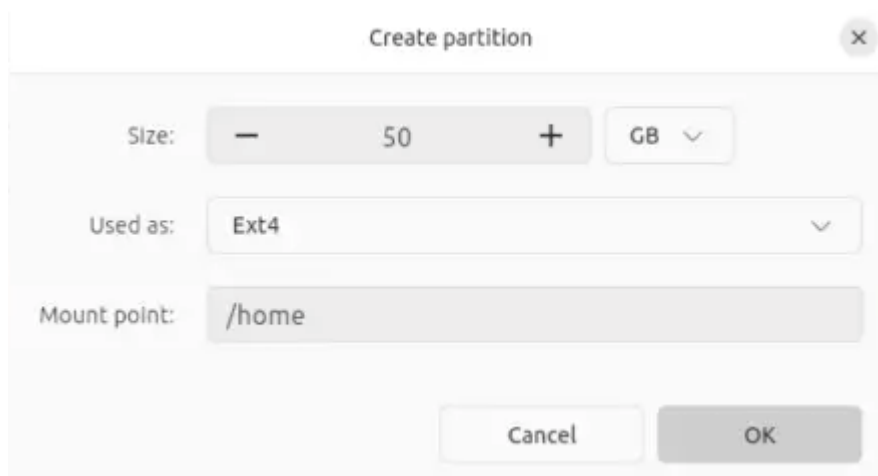 Create partition
Size: 50 GB
Used as: Ext4
Mount point: /home
Cancel OK